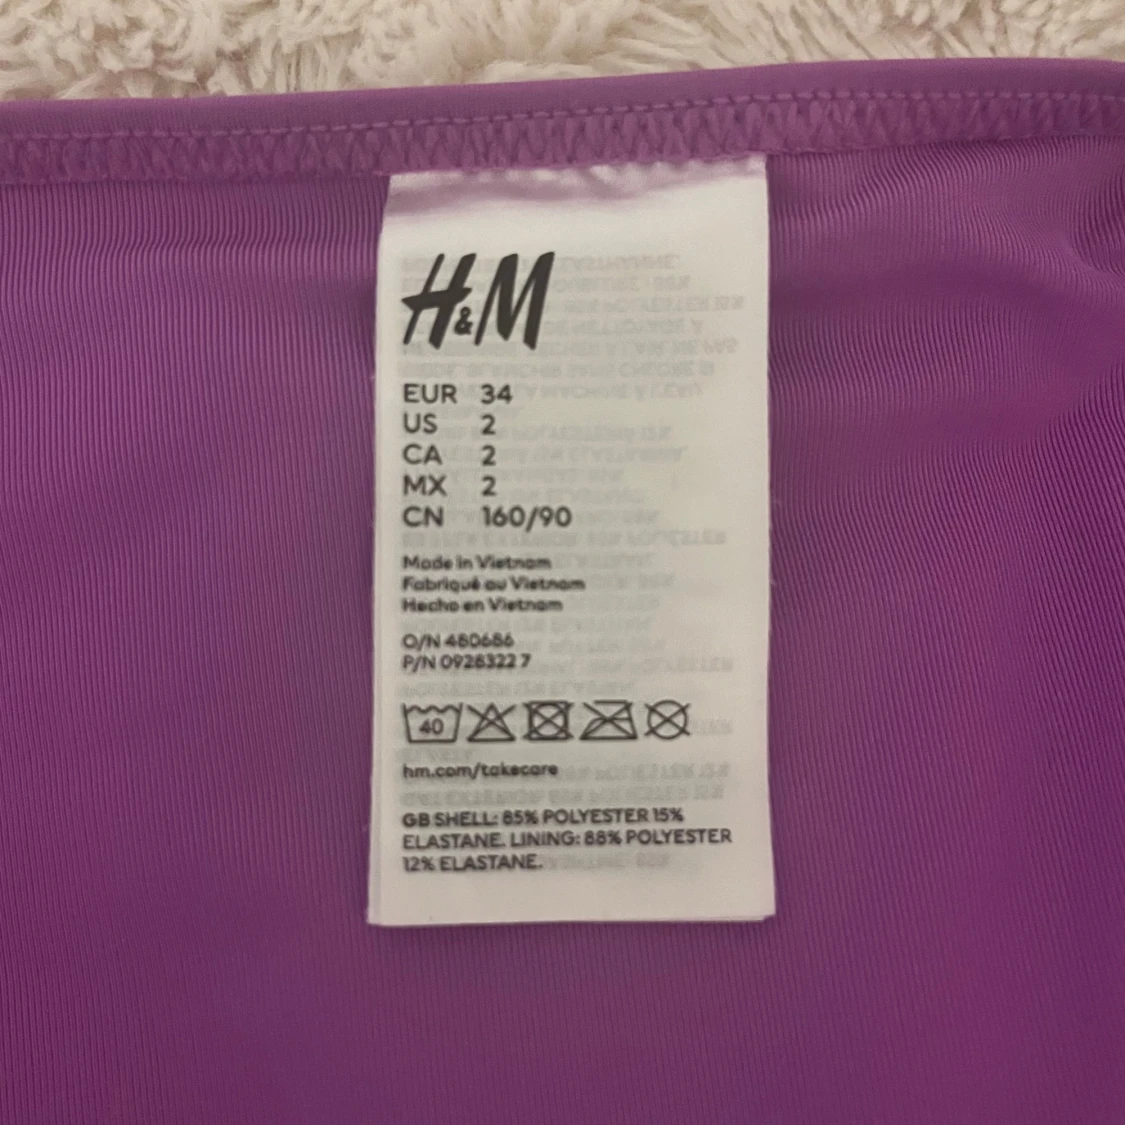 H&M
EUR 34
US 2
CA 2
MX 2
CN 160/90
Made in Vietnam
Fabriqué au Vietnam
Hecho en Vietnam
O/N 480686
P/N 0928322 7
40
hm.com/takecare
GB SHELL: 85% POLYESTER 15%
ELASTANE. LINING: 88% POLYESTER
12% ELASTANE.